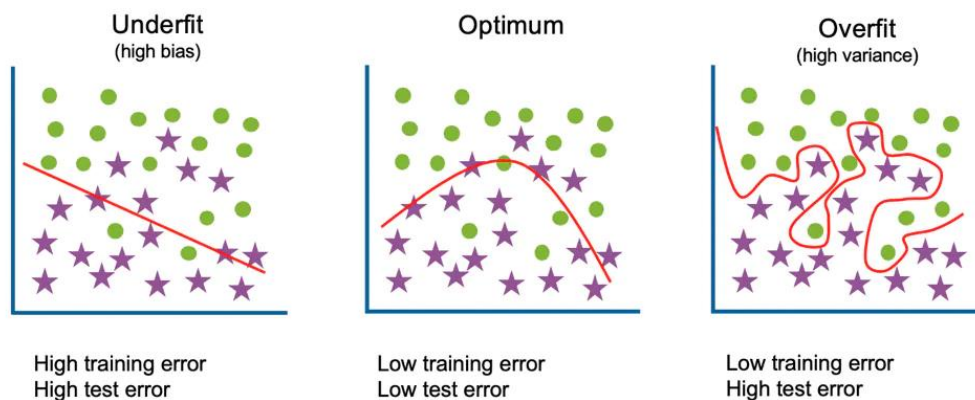 Underfit
(high bias)
Optimum
Overfit
(high variance)
High training error
High test error
Low training error
Low test error
Low training error
High test error